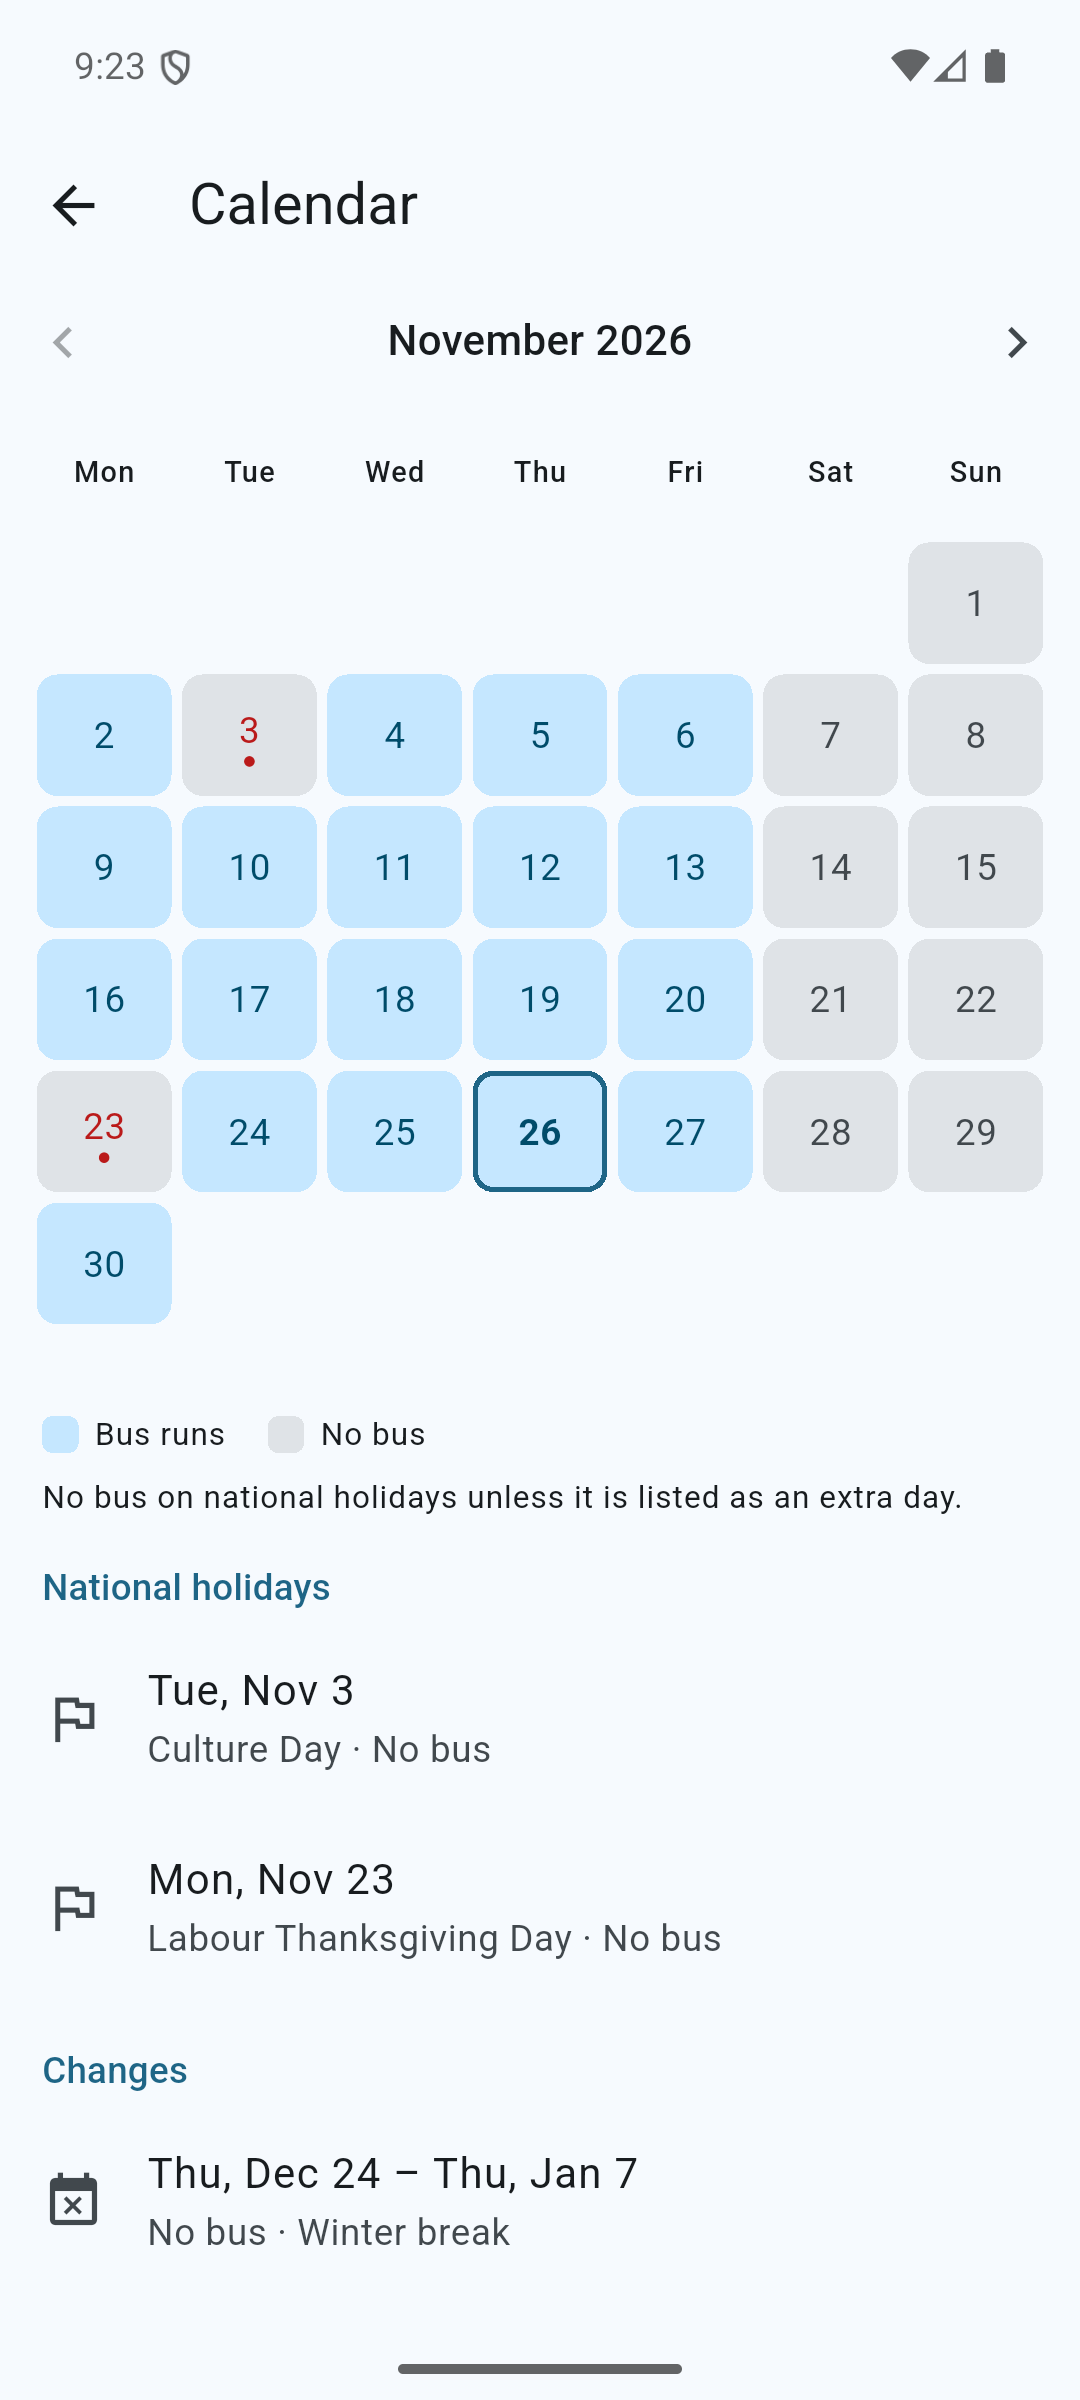 9:23
Calendar
November 2026
Mon Tue Wed Thu Fri Sat Sun
1
2 3 4 5 6 7 8
9 10 11 12 13 14 15
16 17 18 19 20 21 22
23 24 25 26 27 28 29
30
Bus runs No bus
No bus on national holidays unless it is listed as an extra day.
National holidays
Tue, Nov 3
Culture Day · No bus
Mon, Nov 23
Labour Thanksgiving Day · No bus
Changes
Thu, Dec 24 – Thu, Jan 7
No bus · Winter break